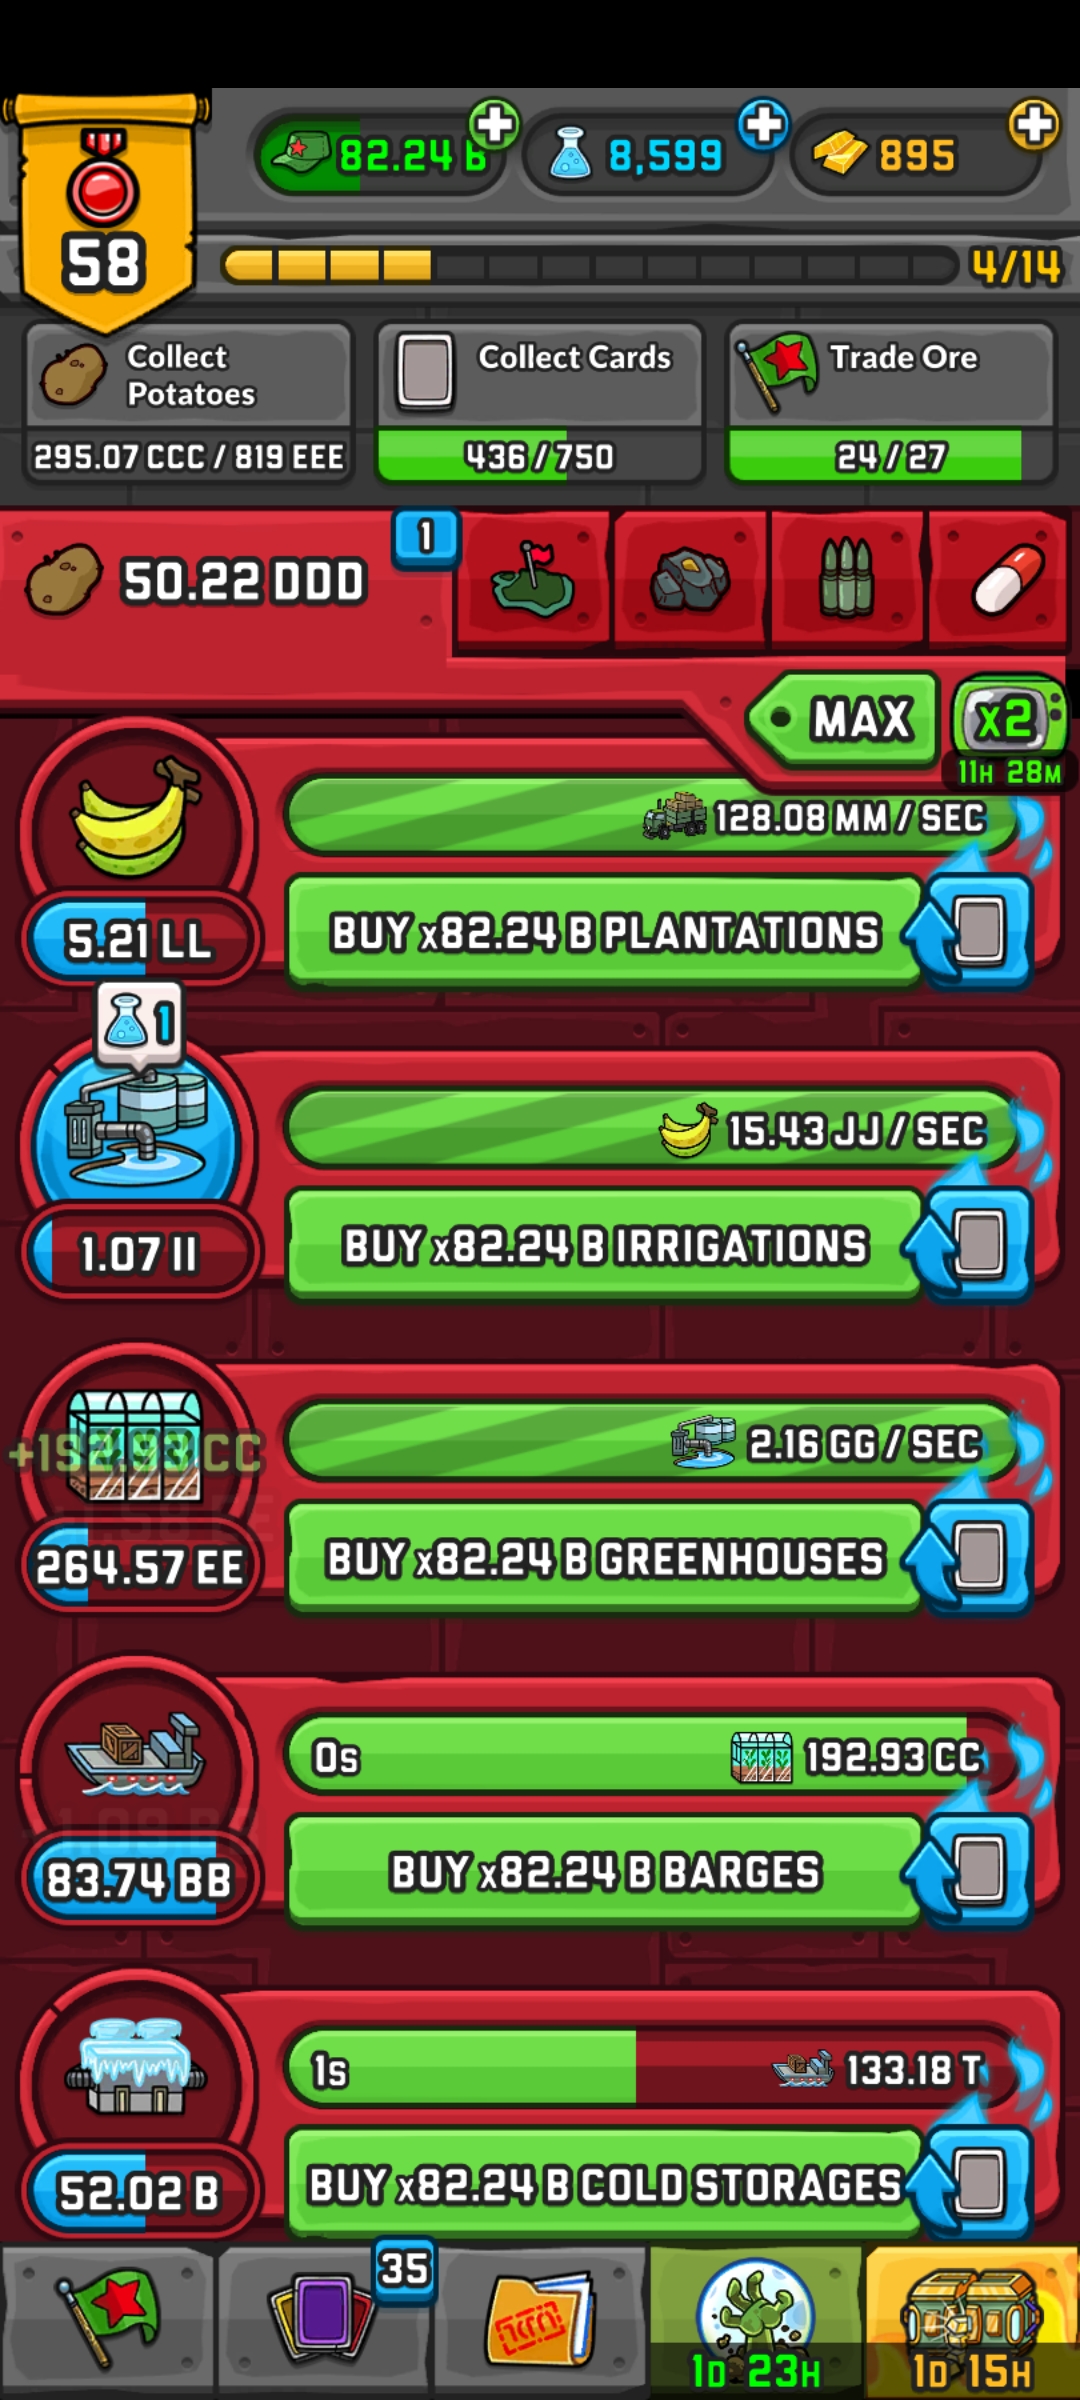 82.24 B
8,599
895
58
4/14
Collect
Potatoes
295.07 CCC / 819 EEE
Collect Cards
436 / 750
Trade Ore
24 / 27
50.22 DDD
1
MAX
x2
11H 28M
128.08 MM / SEC
5.21 LL
BUY x82.24 B PLANTATIONS
1
15.43 JJ / SEC
1.07 II
BUY x82.24 B IRRIGATIONS
+192.93 CC
2.16 GG / SEC
264.57 EE
BUY x82.24 B GREENHOUSES
0s
192.93 CC
83.74 BB
BUY x82.24 B BARGES
1s
133.18 T
52.02 B
BUY x82.24 B COLD STORAGES
35
1D 23H
1D 15H